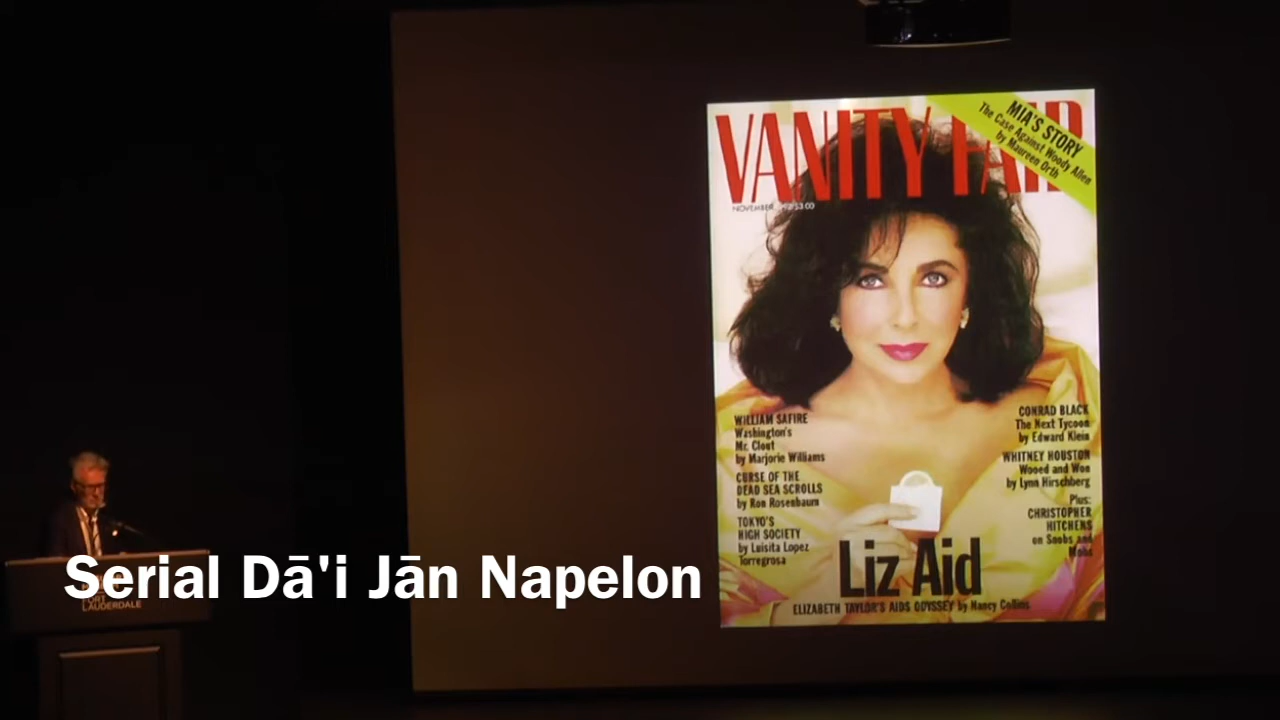 MIA'S STORY
The Case Against Woody Allen
by Maureen Orth
VANITY FAIR
NOVEMBER $3.00
WILLIAM SAFIRE
Washington's
Mr. Clout
by Marjorie Williams
CURSE OF THE
DEAD SEA SCROLLS
by Ron Rosenbaum
TOKYO'S
HIGH SOCIETY
by Luisita Lopez
Torregrosa
CONRAD BLACK
The Next Tycoon
by Edward Klein
WHITNEY HOUSTON
Wooed and Won
by Lynn Hirschberg
Plus:
CHRISTOPHER
HITCHENS
on Snobs and
Mobs
Liz Aid
ELIZABETH TAYLOR'S AIDS ODYSSEY by Nancy Collins
Serial Dā'i Jān Napelon
FORT
LAUDERDALE